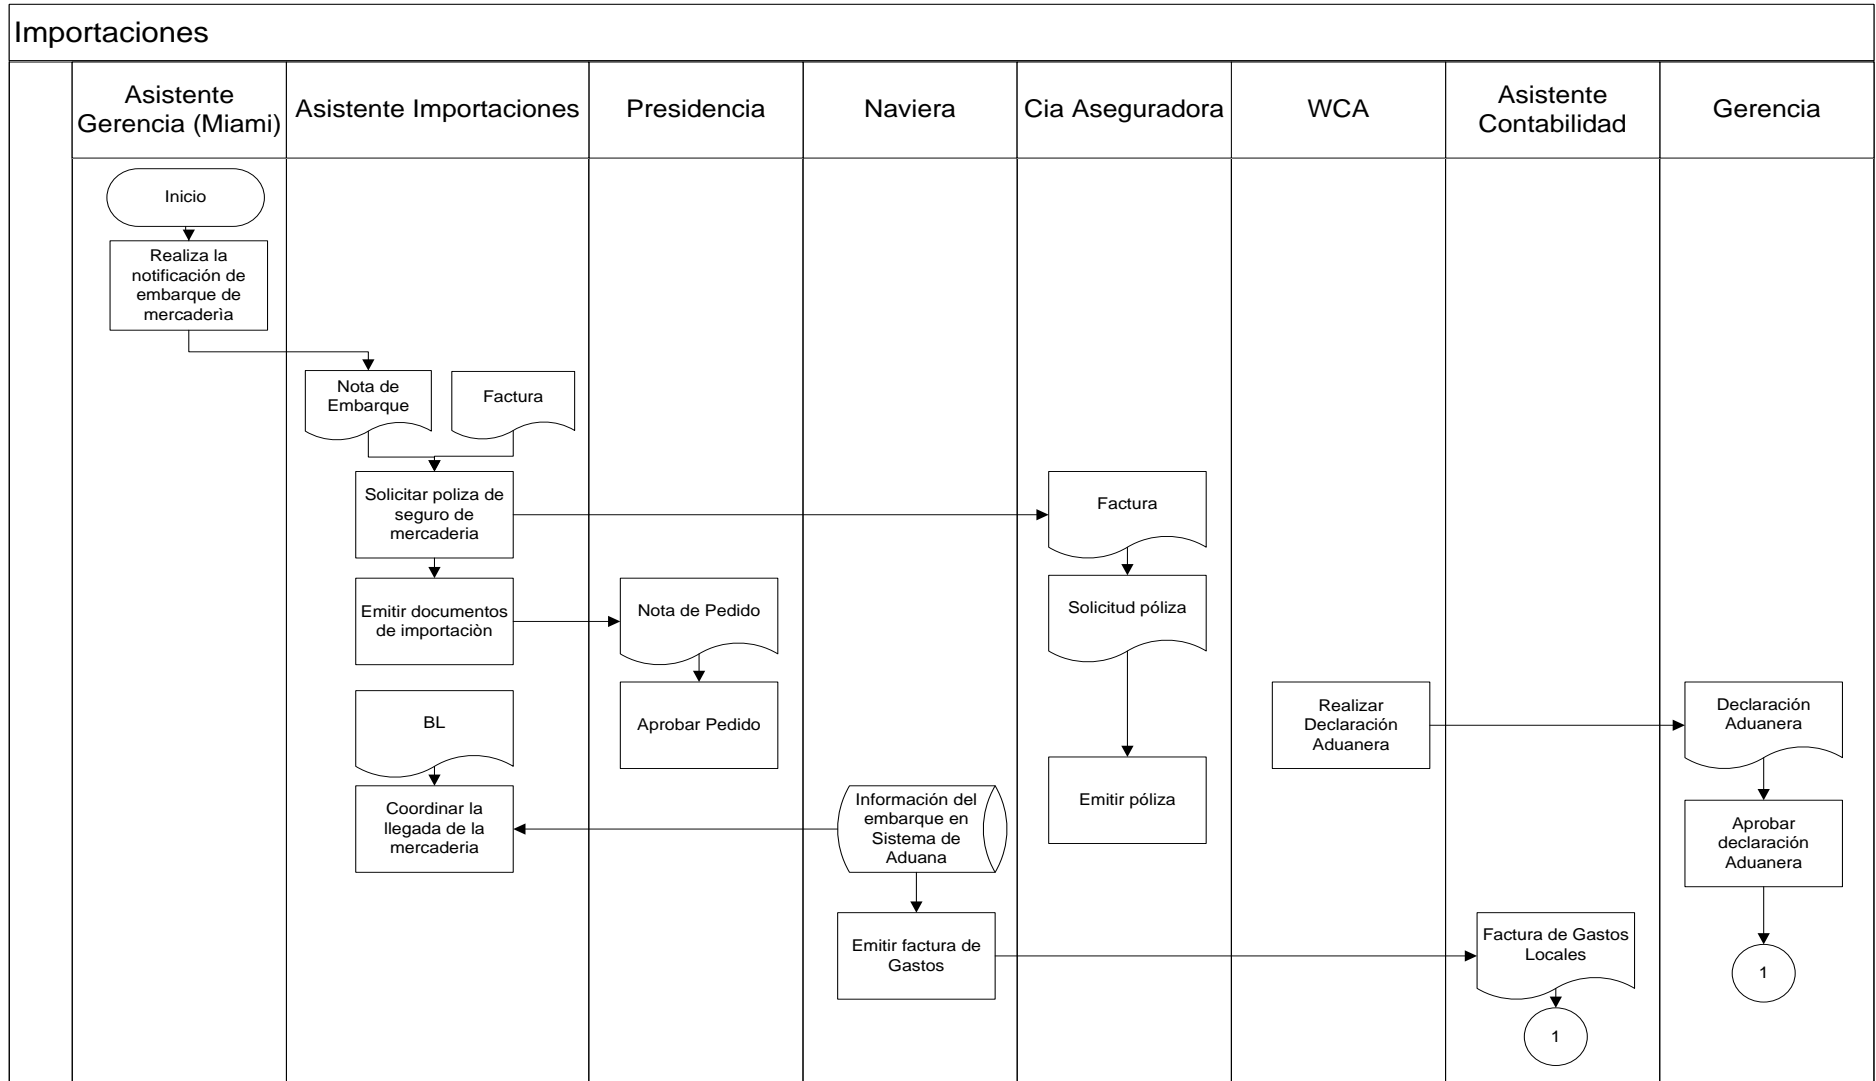 Importaciones
Asistente
Gerencia (Miami)
Asistente Importaciones
Presidencia
Naviera
Cia Aseguradora
WCA
Asistente
Contabilidad
Gerencia
Inicio
Realiza la
notificación de
embarque de
mercaderìa
Nota de
Embarque
Factura
Solicitar poliza de
seguro de
mercaderia
Factura
Emitir documentos
de importaciòn
Nota de Pedido
Solicitud póliza
BL
Aprobar Pedido
Realizar
Declaración
Aduanera
Declaración
Aduanera
Coordinar la
llegada de la
mercaderia
Información del
embarque en
Sistema de
Aduana
Emitir póliza
Aprobar
declaración
Aduanera
Emitir factura de
Gastos
Factura de Gastos
Locales
1
1